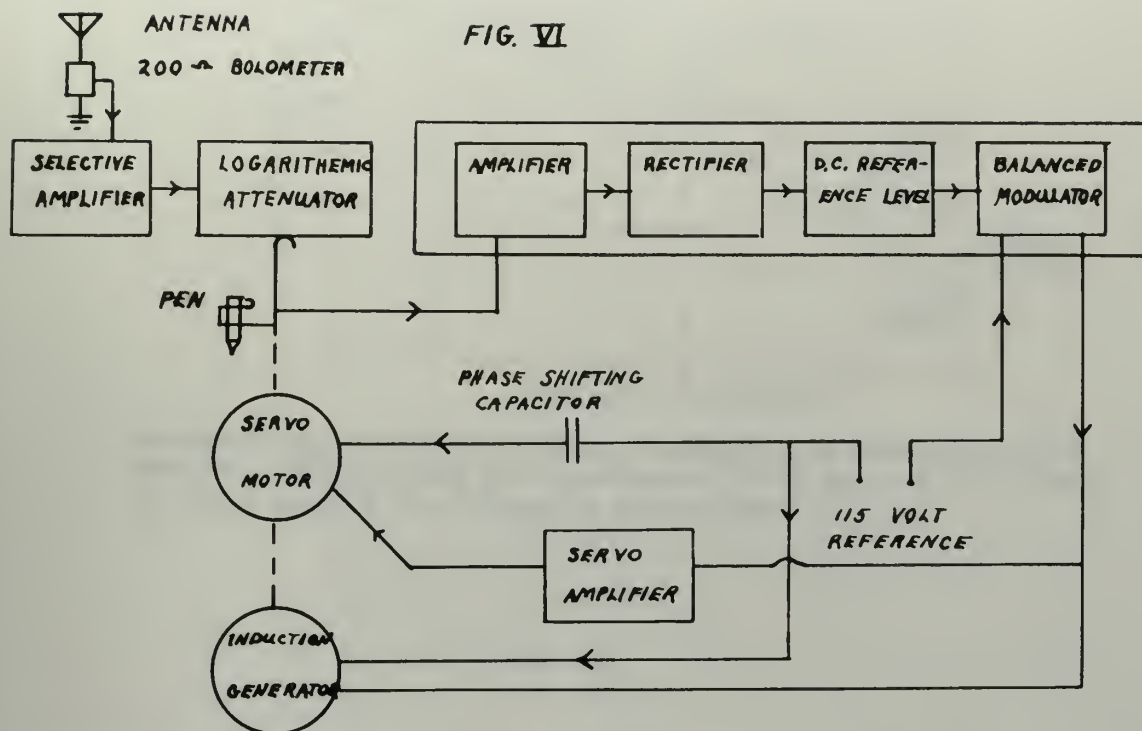 ANTENNA
FIG. VI
200 ~ BOLOMETER
SELECTIVE
AMPLIFIER
LOGARITHEMIC
ATTENUATOR
AMPLIFIER
RECTIFIER
D.C. REFER-
ENCE LEVEL
BALANCED
MODULATOR
PEN
PHASE SHIFTING
CAPACITOR
SERVO
MOTOR
115 VOLT
REFERENCE
SERVO
AMPLIFIER
INDUCTION
GENERATOR